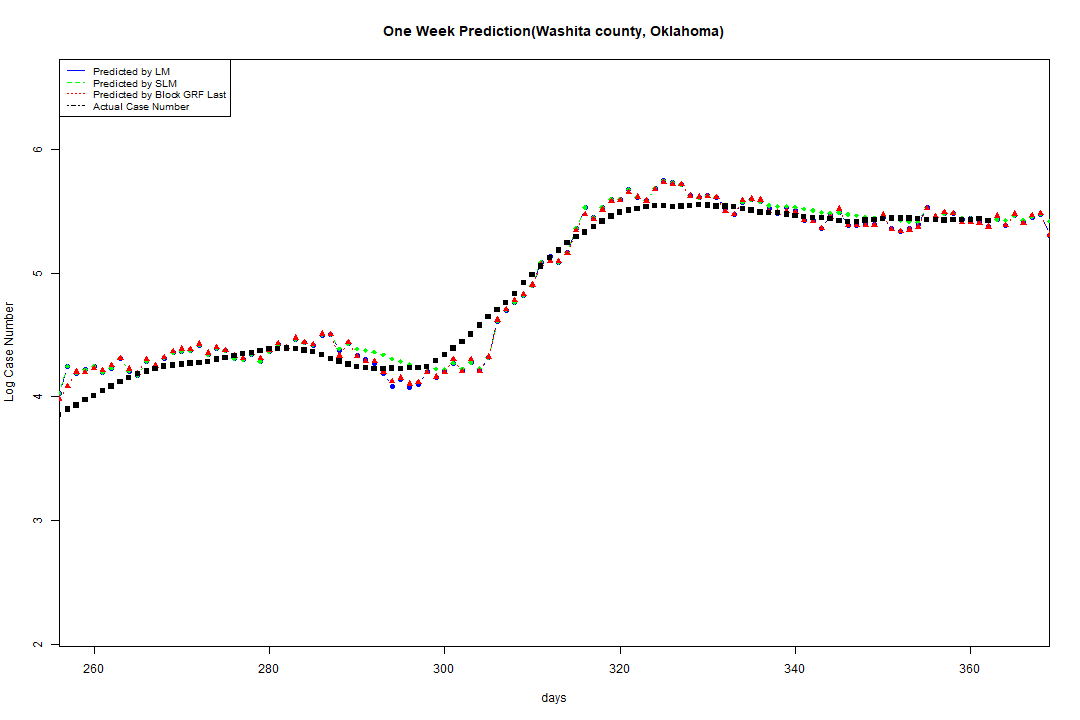 One Week Prediction(Washita county, Oklahoma)
Predicted by LM
Predicted by SLM
Predicted by Block GRF Last
Actual Case Number
6
5
4
3
2
Log Case Number
260 280 300 320 340 360
days